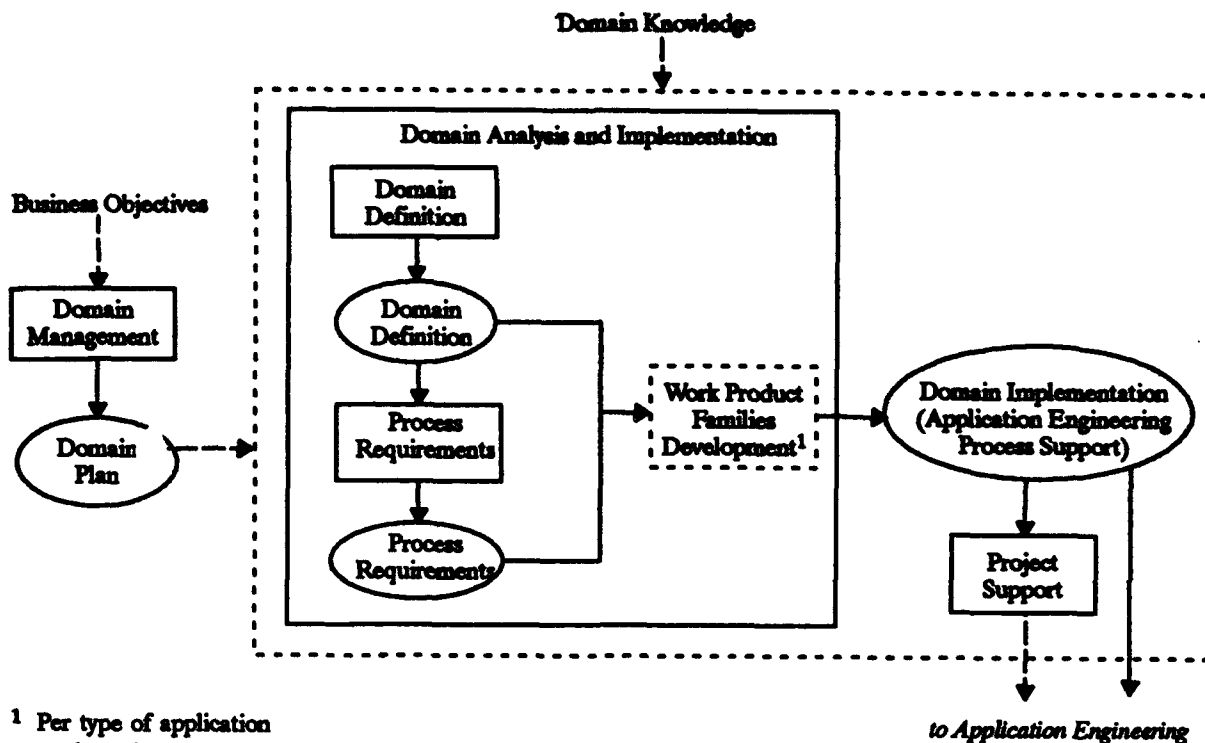 Domain Knowledge
Domain Analysis and Implementation
Domain
Definition
Business Objectives
Domain
Management
Domain
Definition
Domain
Plan
Process
Requirements
Process
Requirements
Work Product
Families
Development¹
Domain Implementation
(Application Engineering
Process Support)
Project
Support
¹ Per type of application
to Application Engineering